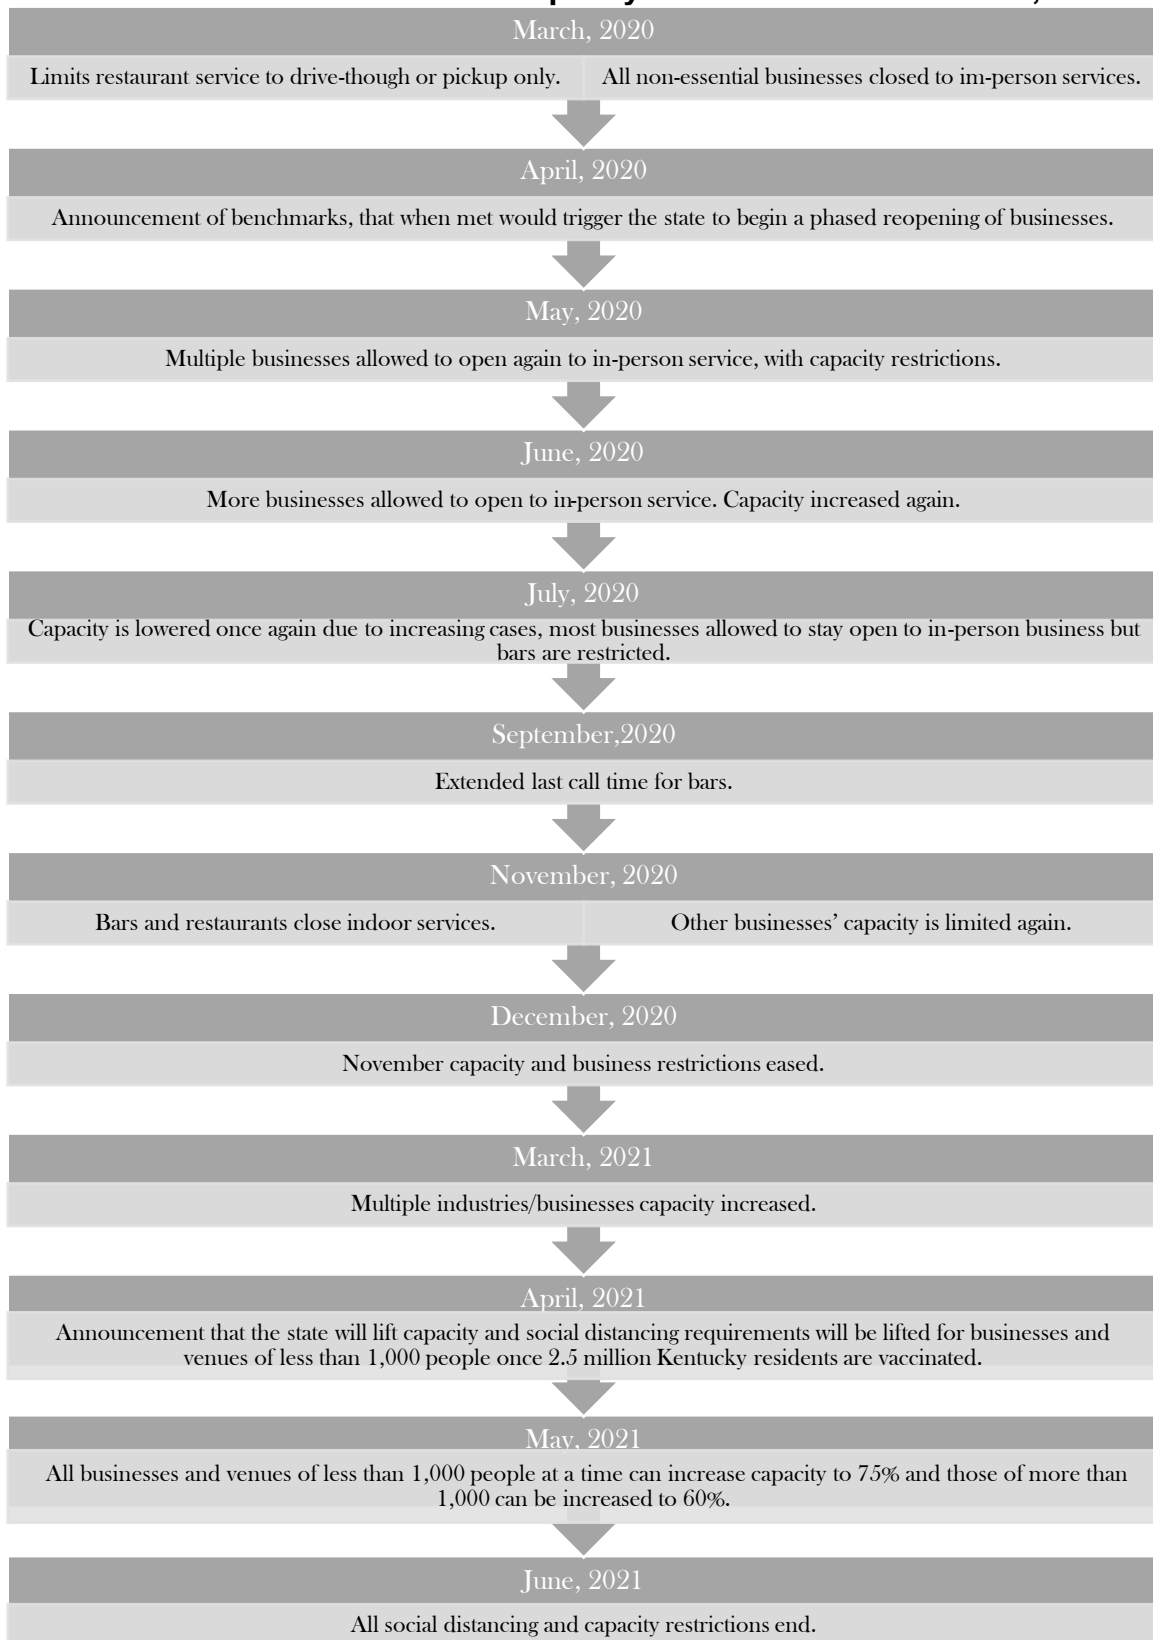 March, 2020
Limits restaurant service to drive-though or pickup only.
All non-essential businesses closed to im-person services.
April, 2020
Announcement of benchmarks, that when met would trigger the state to begin a phased reopening of businesses.
May, 2020
Multiple businesses allowed to open again to in-person service, with capacity restrictions.
June, 2020
More businesses allowed to open to in-person service. Capacity increased again.
July, 2020
Capacity is lowered once again due to increasing cases, most businesses allowed to stay open to in-person business but
bars are restricted.
September,2020
Extended last call time for bars.
November, 2020
Bars and restaurants close indoor services.
Other businesses’ capacity is limited again.
December, 2020
November capacity and business restrictions eased.
March, 2021
Multiple industries/businesses capacity increased.
April, 2021
Announcement that the state will lift capacity and social distancing requirements will be lifted for businesses and
venues of less than 1,000 people once 2.5 million Kentucky residents are vaccinated.
May, 2021
All businesses and venues of less than 1,000 people at a time can increase capacity to 75% and those of more than
1,000 can be increased to 60%.
June, 2021
All social distancing and capacity restrictions end.